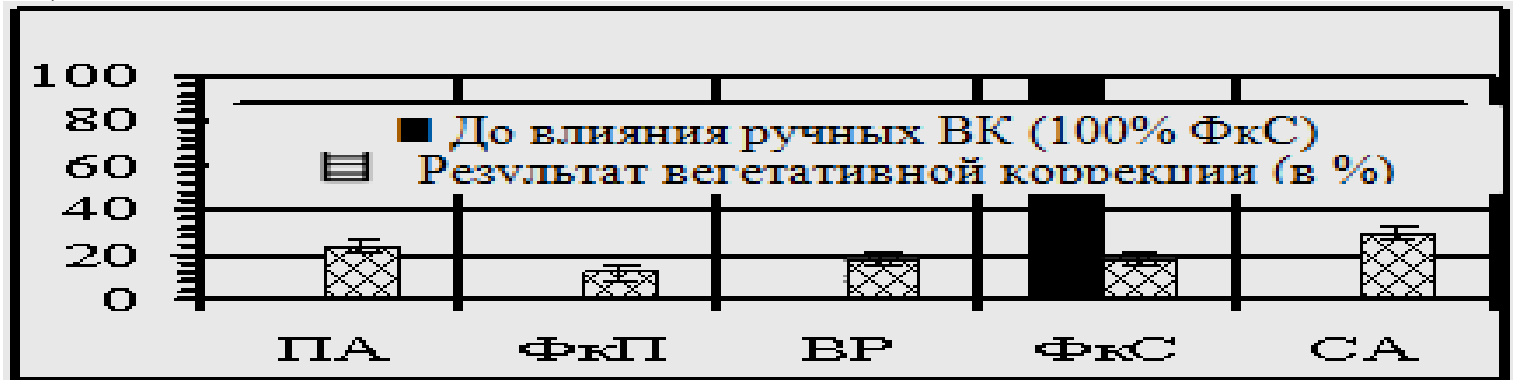 100
80
60
40
20
0
До влияния ручных ВК (100% ФкС)
Результат вегетативной коррекции (в %)
ПА ФкП ВР ФкС СА